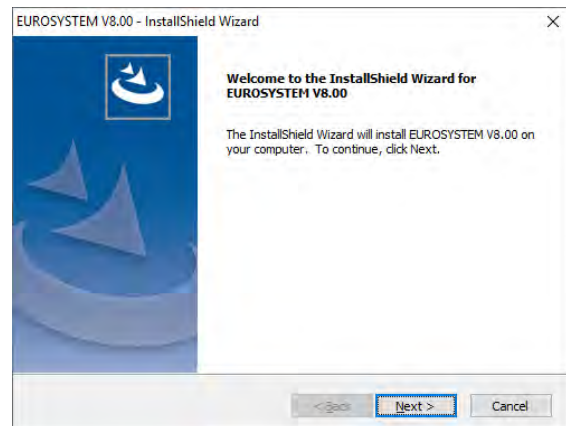 EUROSYSTEM V8.00 - InstallShield Wizard
Welcome to the InstallShield Wizard for
EUROSYSTEM V8.00
The InstallShield Wizard will install EUROSYSTEM V8.00 on
your computer. To continue, click Next.
< Back Next > Cancel